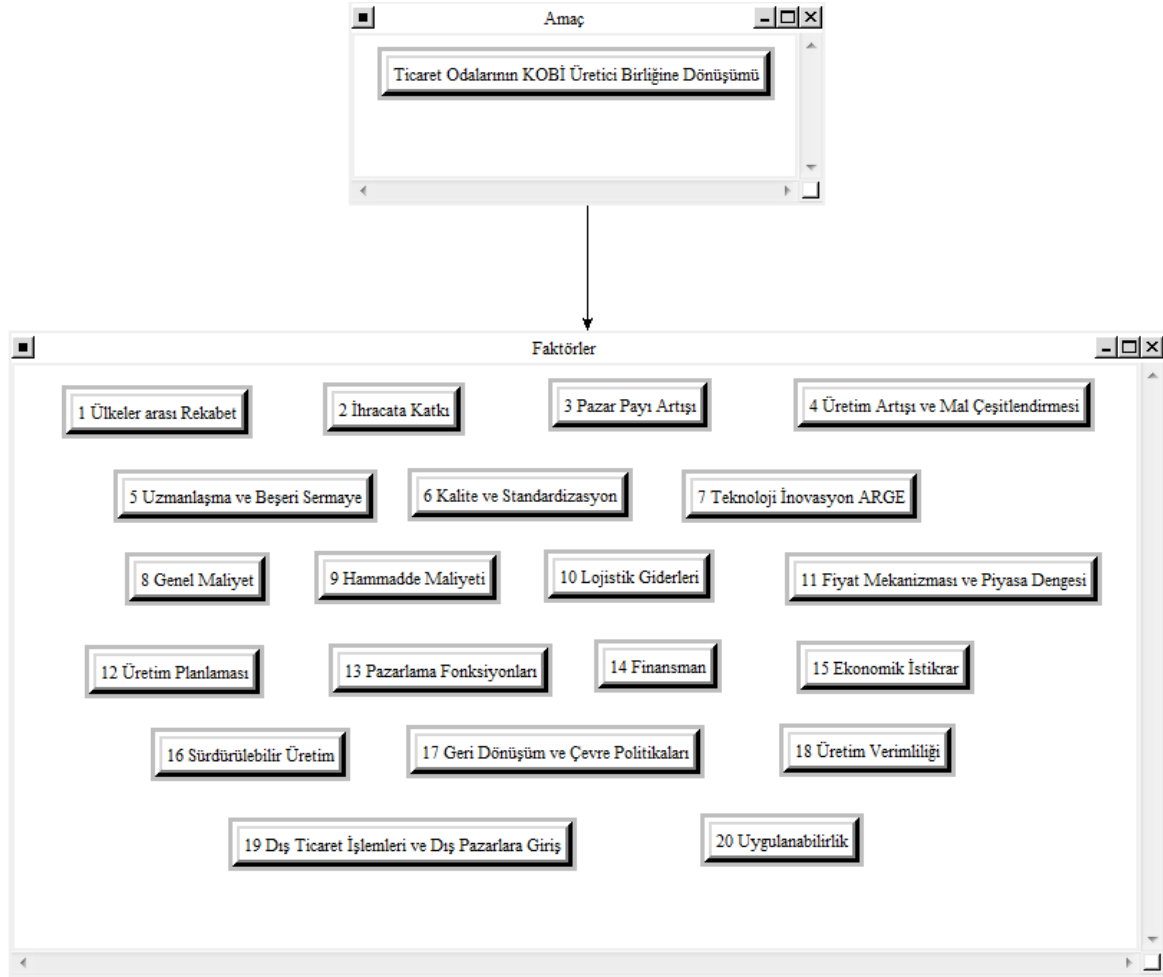 Amaç
Ticaret Odalarının KOBİ Üretici Birliğine Dönüşümü
Faktörler
1 Ülkeler arası Rekabet
2 İhracata Katkı
3 Pazar Payı Artışı
4 Üretim Artışı ve Mal Çeşitlendirmesi
5 Uzmanlaşma ve Beşeri Sermaye
6 Kalite ve Standardizasyon
7 Teknoloji İnovasyon ARGE
8 Genel Maliyet
9 Hammadde Maliyeti
10 Lojistik Giderleri
11 Fiyat Mekanizması ve Piyasa Dengesi
12 Üretim Planlaması
13 Pazarlama Fonksiyonları
14 Finansman
15 Ekonomik İstikrar
16 Sürdürülebilir Üretim
17 Geri Dönüşüm ve Çevre Politikaları
18 Üretim Verimliliği
19 Dış Ticaret İşlemleri ve Dış Pazarlara Giriş
20 Uygulanabilirlik